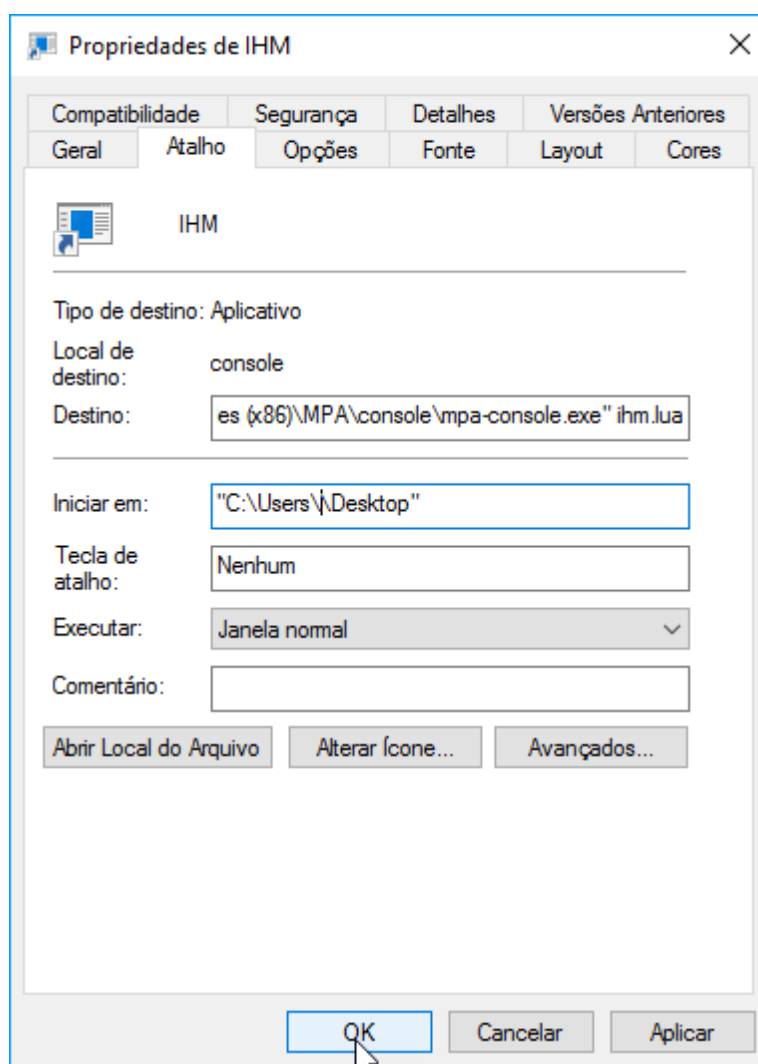 Propriedades de IHM
Compatibilidade Segurança Detalhes Versões Anteriores
Geral Atalho Opções Fonte Layout Cores
IHM
Tipo de destino: Aplicativo
Local de
destino: console
Destino: es (x86)\MPA\console\mpa-console.exe" ihm.lua
Iniciar em: "C:\Users\i\Desktop"
Tecla de
atalho: Nenhum
Executar: Janela normal
Comentário:
Abrir Local do Arquivo Alterar Ícone... Avançados...
OK Cancelar Aplicar